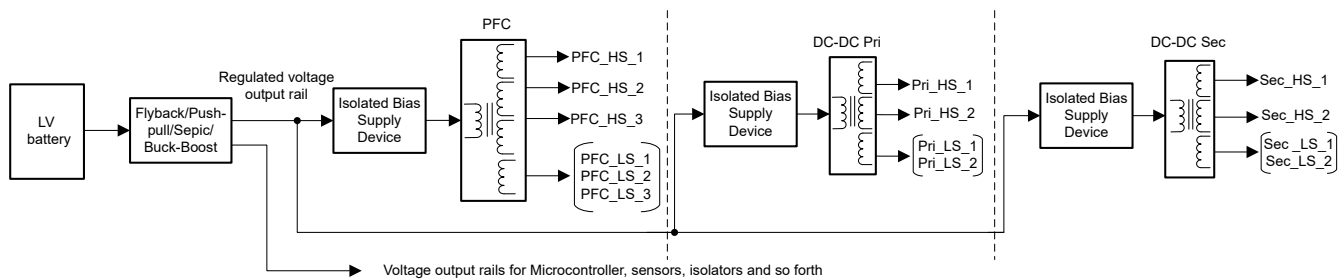 LV
battery
Flyback/Push-
pull/Sepic/
Buck-Boost
Regulated voltage
output rail
Isolated Bias
Supply
Device
PFC
PFC_HS_1
PFC_HS_2
PFC_HS_3
PFC_LS_1
PFC_LS_2
PFC_LS_3
Isolated Bias
Supply
Device
DC-DC Pri
Pri_HS_1
Pri_HS_2
Pri_LS_1
Pri_LS_2
Isolated Bias
Supply
Device
DC-DC Sec
Sec_HS_1
Sec_HS_2
Sec _LS_1
Sec_LS_2
Voltage output rails for Microcontroller, sensors, isolators and so forth